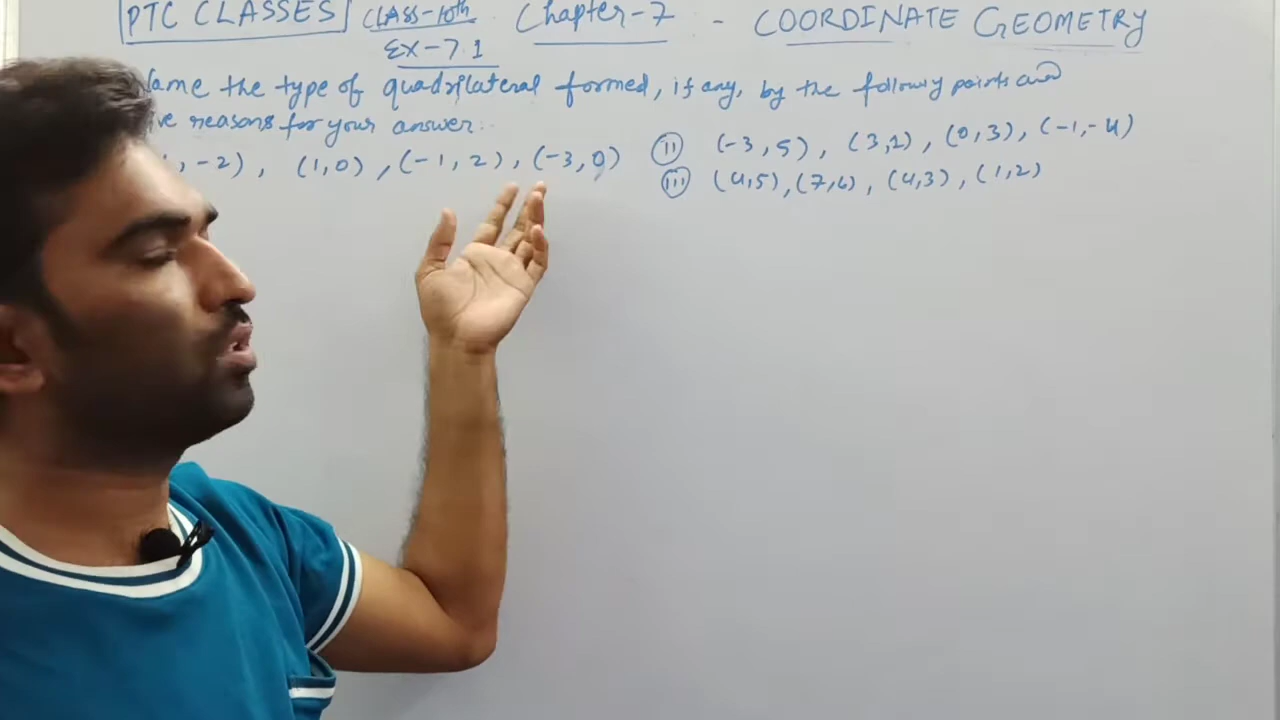 PTC CLASSES CLASS-10th Chapter-7 - COORDINATE GEOMETRY
EX-7.1
Name the type of quadrilateral formed, if any, by the following points and
ve reasons for your answer:-
, -2), (1,0), (-1,2), (-3,0) (ii) (-3,5), (3,1), (0,3), (-1,-4)
(iii) (4,5), (7,6), (4,3), (1,2)